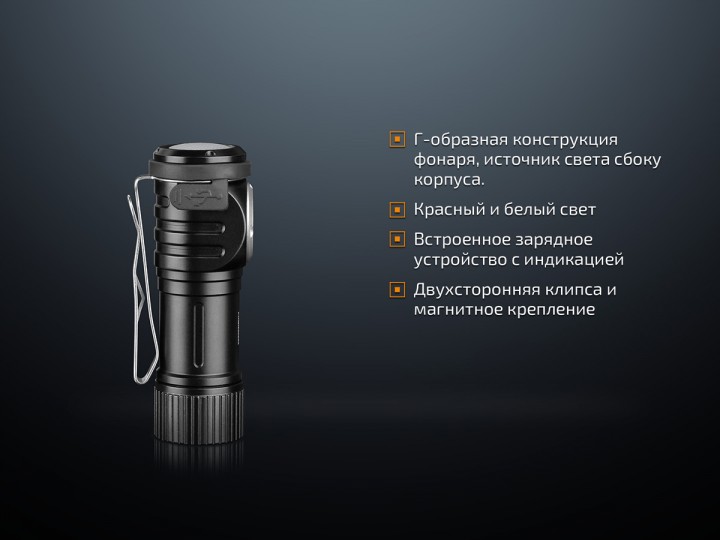 Г-образная конструкция
фонаря, источник света сбоку
корпуса.
Красный и белый свет
Встроенное зарядное
устройство с индикацией
Двухсторонняя клипса и
магнитное крепление